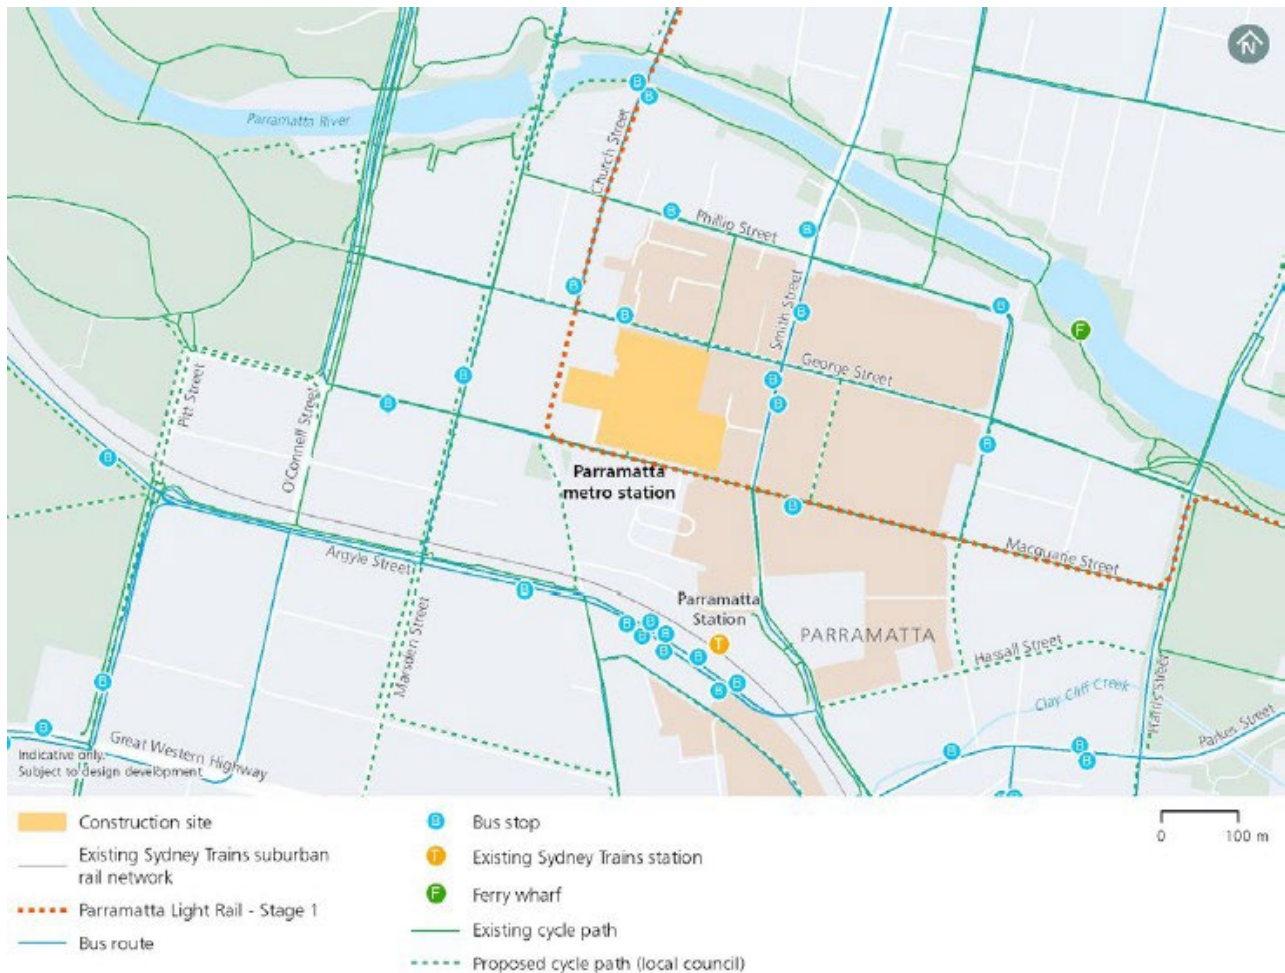 N
Parramatta River
Church Street
Phillip Street
Smith Street
George Street
Pitt Street
O'Connell Street
Parramatta
metro station
Macquarie Street
Argyle Street
Marsden Street
Parramatta
Station
PARRAMATTA
Hassall Street
Clay Cliff Creek
Harris Street
Parkes Street
Great Western Highway
Indicative only.
Subject to design development
B
T
F
Construction site
Existing Sydney Trains suburban
rail network
Parramatta Light Rail - Stage 1
Bus route
B Bus stop
T Existing Sydney Trains station
F Ferry wharf
Existing cycle path
Proposed cycle path (local council)
0 100 m